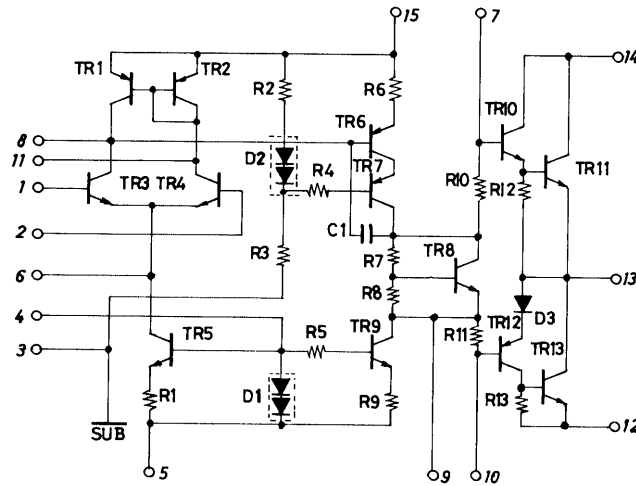 15
7
14
TR1
TR2
R2
R6
TR6
TR10
8
D2
TR7
11
R4
TR11
1
TR3
TR4
R10
R12
2
C1
R3
R7
TR8
6
13
R8
4
TR9
R11
TR12
D3
3
TR5
R5
TR13
R1
D1
R9
R13
SUB
12
5
9
10